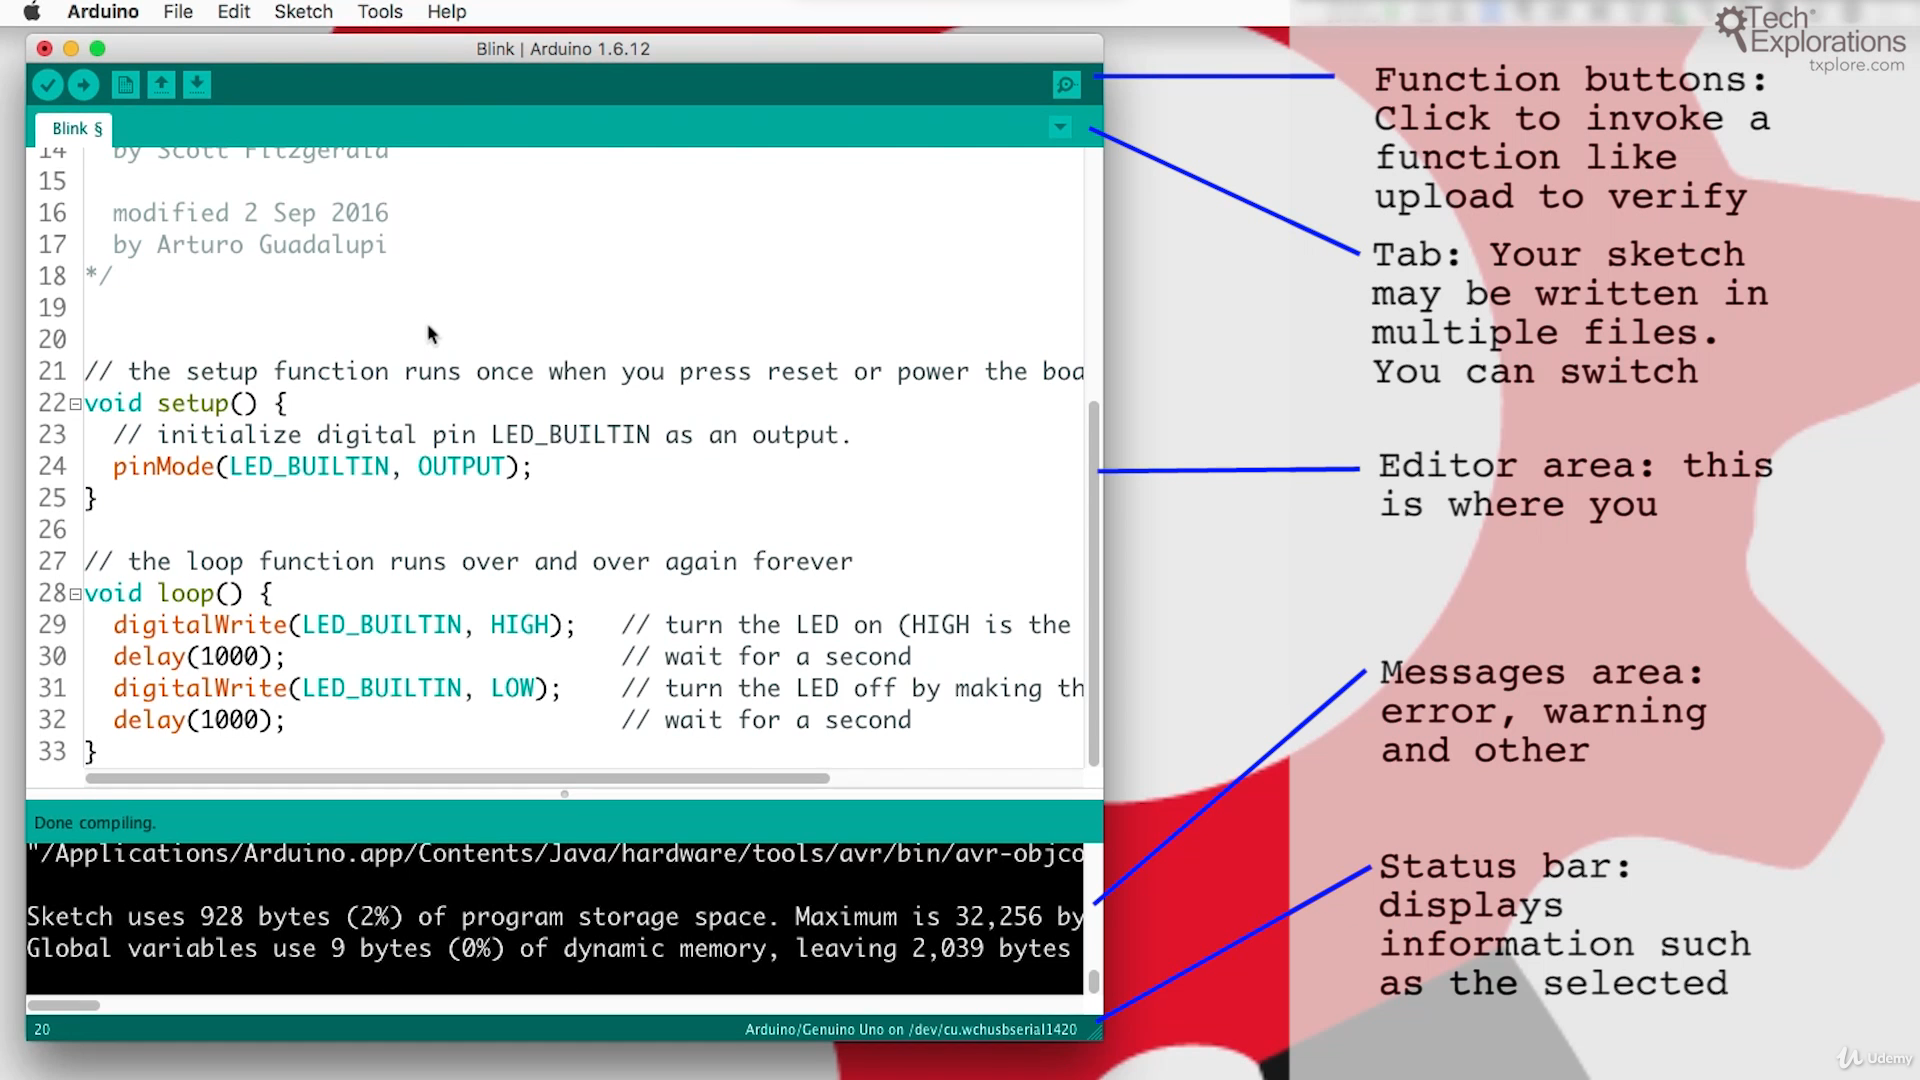 Arduino File Edit Sketch Tools Help
Blink | Arduino 1.6.12
Blink §
14 by Scott Fitzgerald
15
16 modified 2 Sep 2016
17 by Arturo Guadalupi
18 */
19
20
21 // the setup function runs once when you press reset or power the boa
22 void setup() {
23 // initialize digital pin LED_BUILTIN as an output.
24 pinMode(LED_BUILTIN, OUTPUT);
25 }
26
27 // the loop function runs over and over again forever
28 void loop() {
29 digitalWrite(LED_BUILTIN, HIGH); // turn the LED on (HIGH is the
30 delay(1000); // wait for a second
31 digitalWrite(LED_BUILTIN, LOW); // turn the LED off by making th
32 delay(1000); // wait for a second
33 }
Done compiling.
"/Applications/Arduino.app/Contents/Java/hardware/tools/avr/bin/avr-objco
Sketch uses 928 bytes (2%) of program storage space. Maximum is 32,256 by
Global variables use 9 bytes (0%) of dynamic memory, leaving 2,039 bytes
20 Arduino/Genuino Uno on /dev/cu.wchusbserial1420
Tech
Explorations
txplore.com
Function buttons:
Click to invoke a
function like
upload to verify
Tab: Your sketch
may be written in
multiple files.
You can switch
Editor area: this
is where you
Messages area:
error, warning
and other
Status bar:
displays
information such
as the selected
Udemy